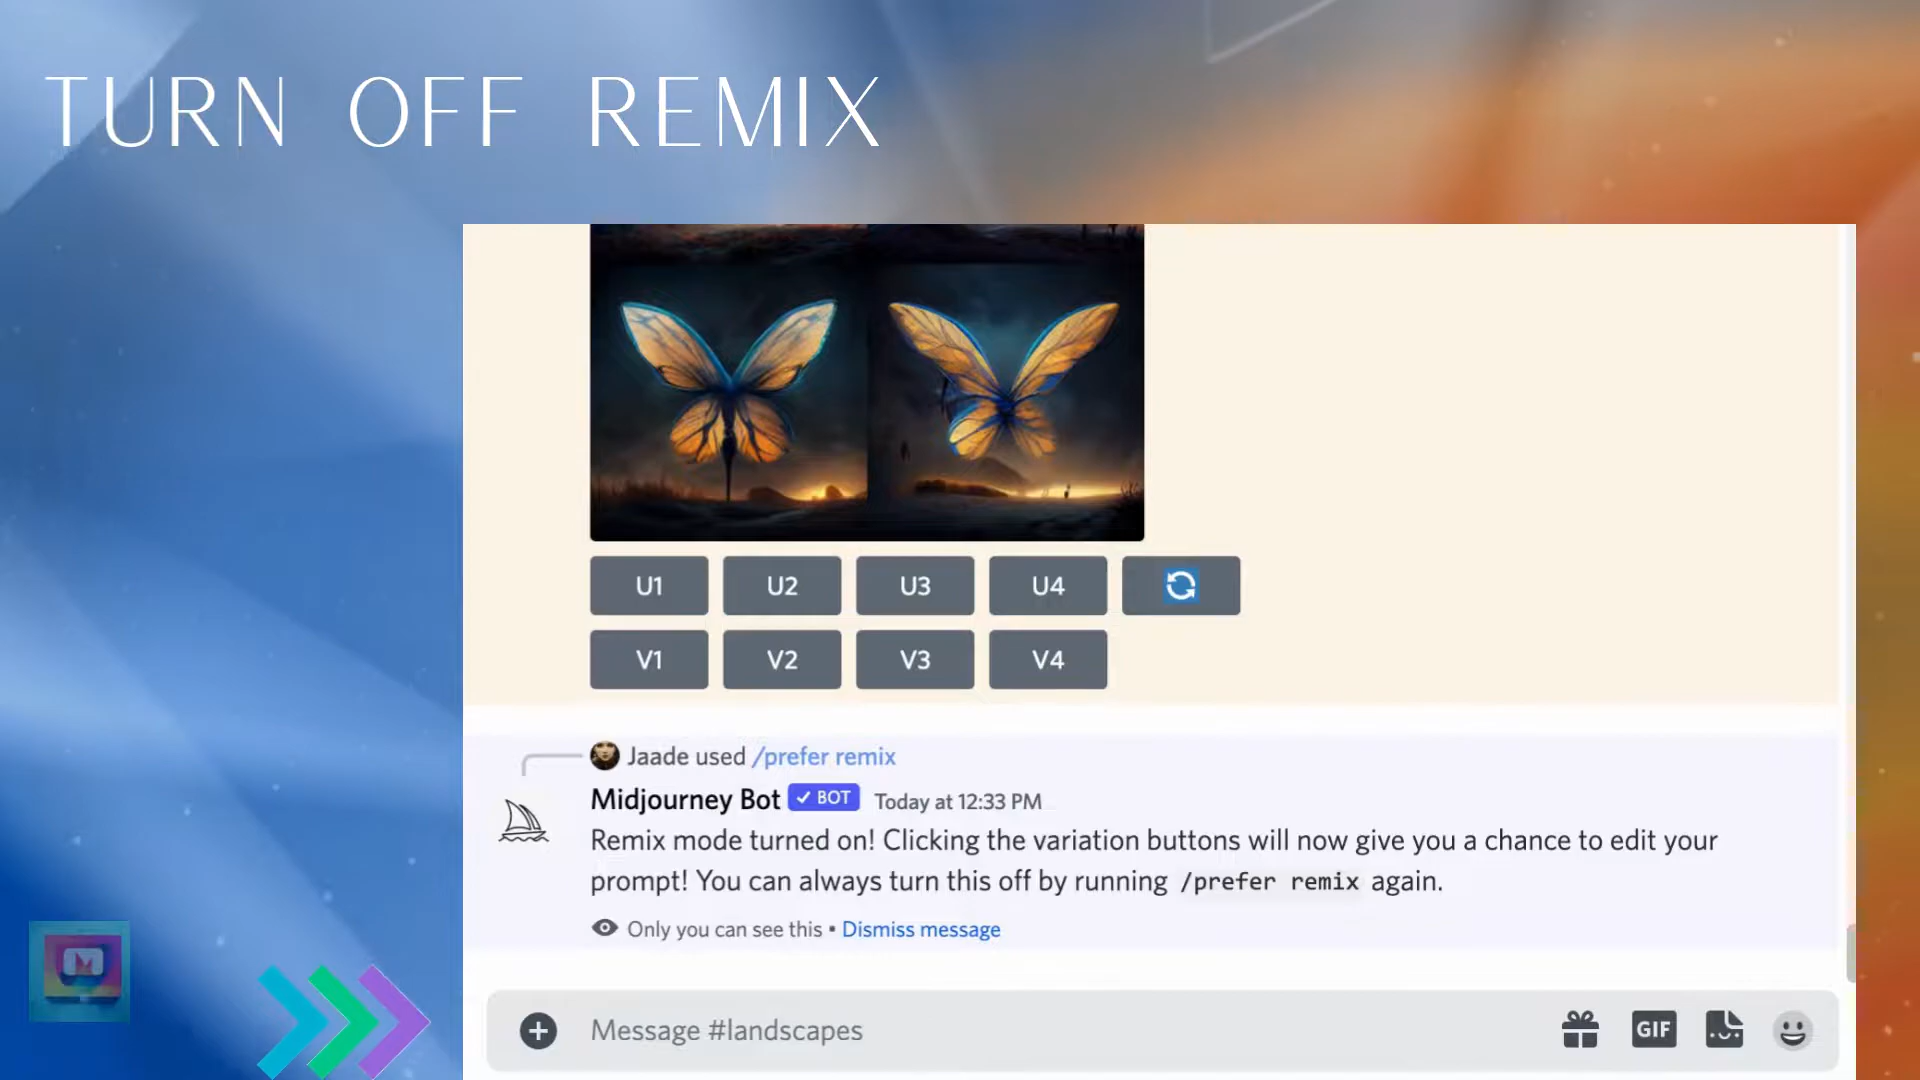 TURN OFF REMIX
U1 U2 U3 U4
V1 V2 V3 V4
Jaade used /prefer remix
Midjourney Bot ✓ BOT Today at 12:33 PM
Remix mode turned on! Clicking the variation buttons will now give you a chance to edit your
prompt! You can always turn this off by running /prefer remix again.
Only you can see this • Dismiss message
M
Message #landscapes
GIF